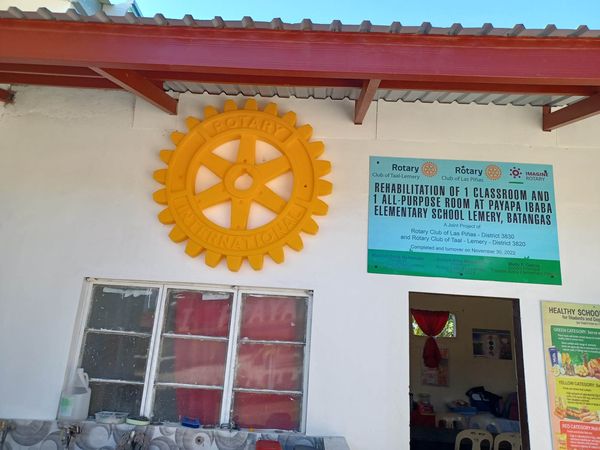 ROTARY
INTERNATIONAL
Rotary
Club of Taal-Lemery
Rotary
Club of Las Piñas
IMAGINE
ROTARY
REHABILITATION OF 1 CLASSROOM AND
1 ALL-PURPOSE ROOM AT PAYAPA IBABA
ELEMENTARY SCHOOL LEMERY, BATANGAS
A Joint Project of
Rotary Club of Las Piñas - District 3830
and Rotary Club of Taal - Lemery - District 3820
Completed and turnover on November 30, 2022
HEALTHY SCHOOL
for Students and
GREEN CATEGORY:
YELLOW CATEGORY:
RED CATEGORY: